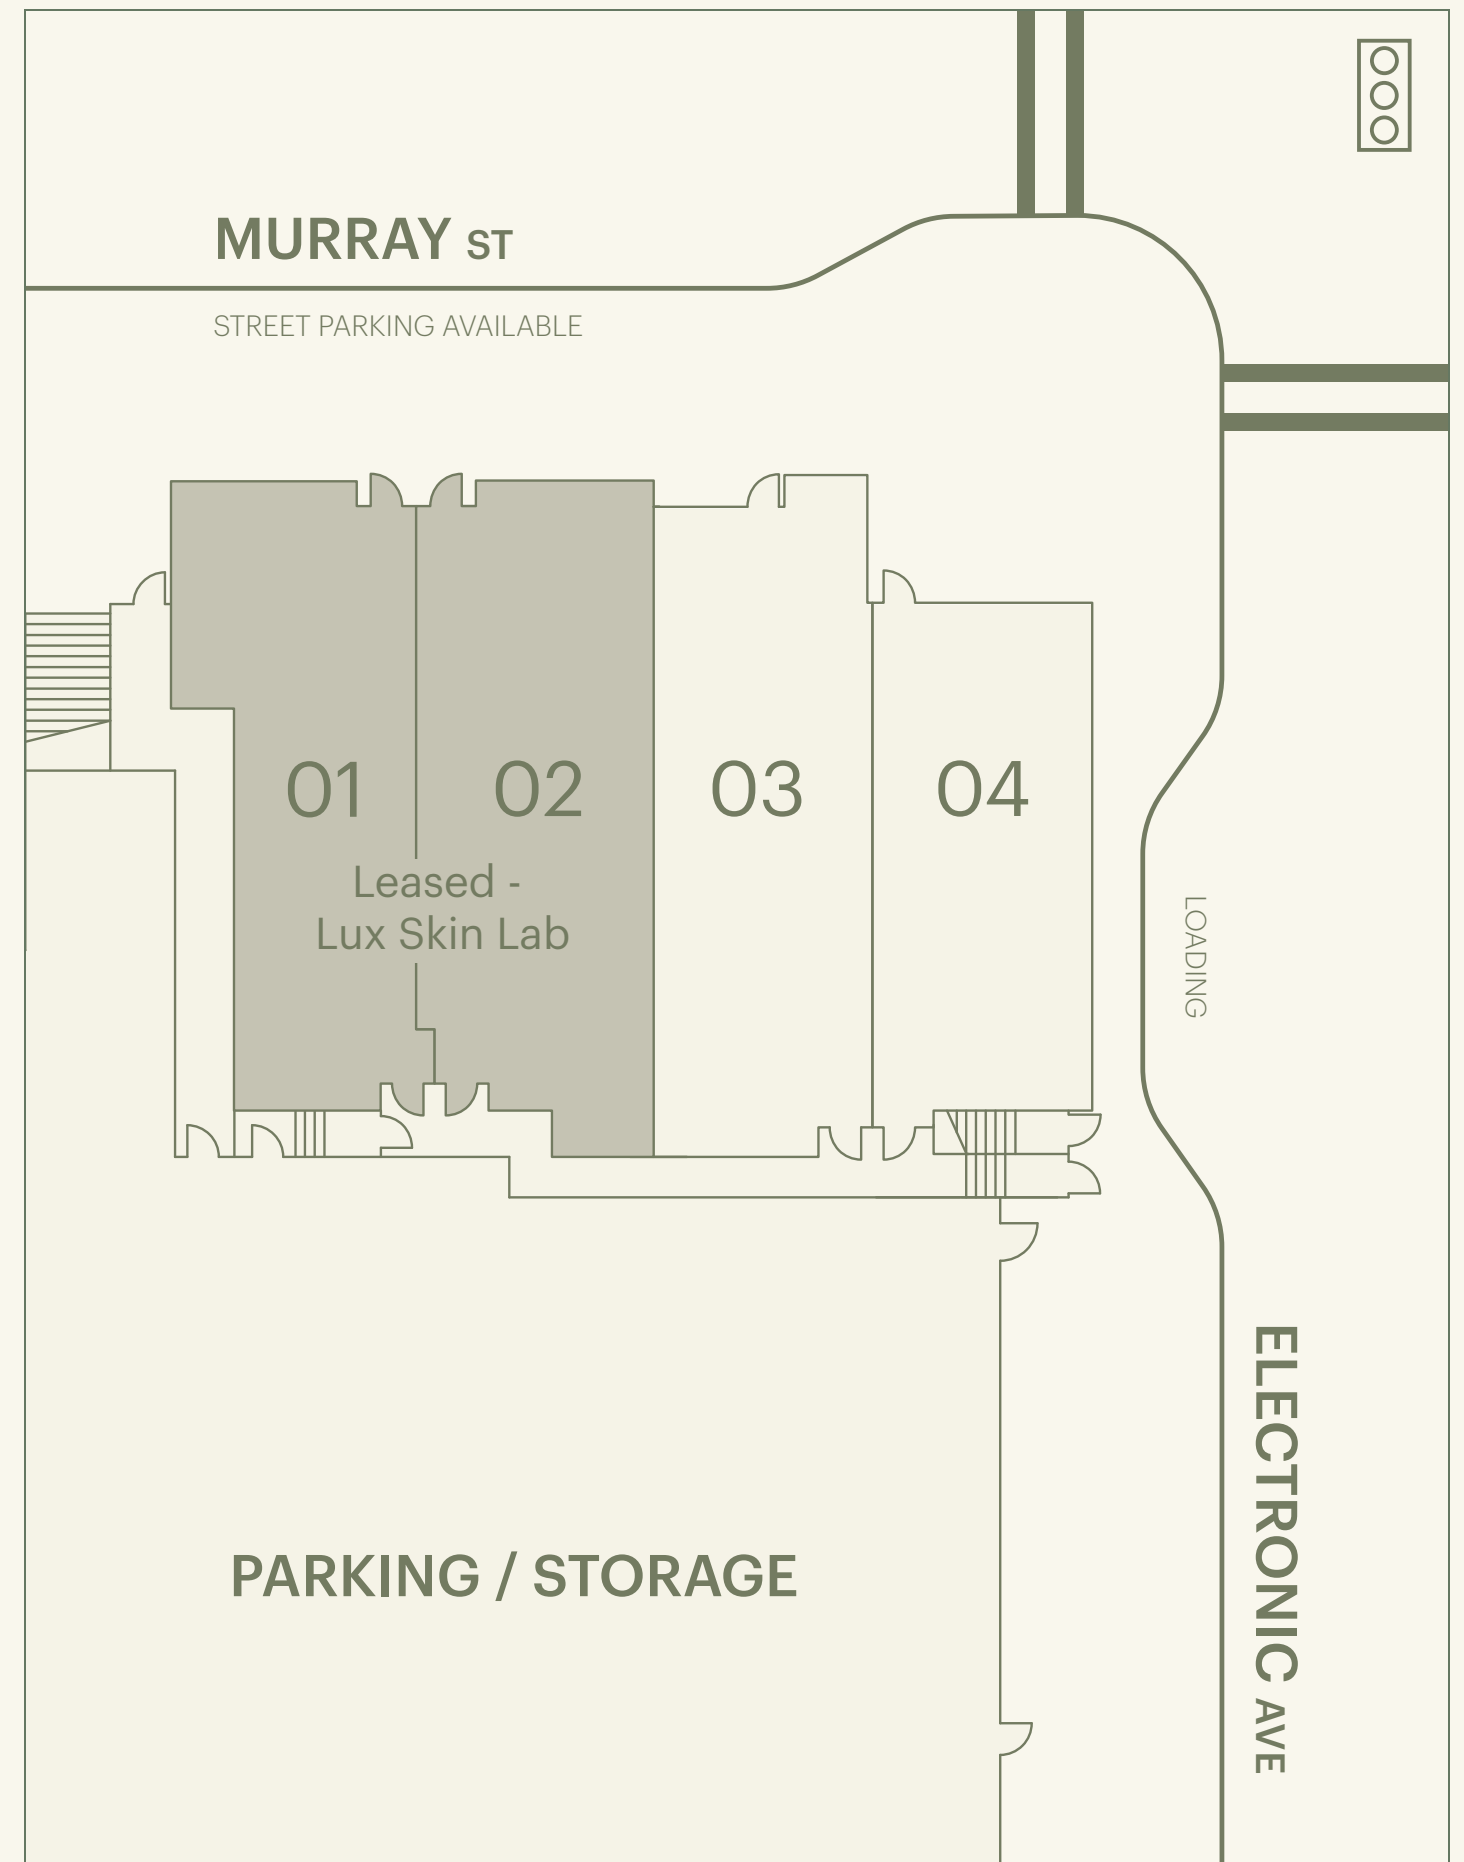 MURRAY ST
STREET PARKING AVAILABLE
01
02
03
04
Leased -
Lux Skin Lab
LOADING
ELECTRONIC AVE
PARKING / STORAGE